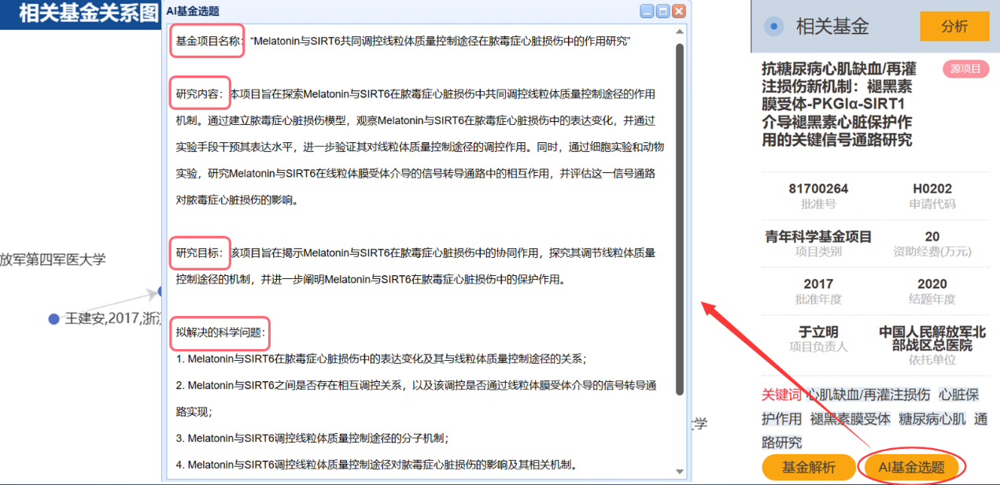 相关基金关系图
放军第四军医大学
王建安,2017,浙江
AI基金选题
基金项目名称：“Melatonin与SIRT6共同调控线粒体质量控制途径在脓毒症心脏损伤中的作用研究”
研究内容：本项目旨在探索Melatonin与SIRT6在脓毒症心脏损伤中共同调控线粒体质量控制途径的作用
机制。通过建立脓毒症心脏损伤模型，观察Melatonin与SIRT6在脓毒症心脏损伤中的表达变化，并通过
实验手段干预其表达水平，进一步验证其对线粒体质量控制途径的调控作用。同时，通过细胞实验和动物
实验，研究Melatonin与SIRT6在线粒体膜受体介导的信号转导通路中的相互作用，并评估这一信号通路
对脓毒症心脏损伤的影响。
研究目标：该项目旨在揭示Melatonin与SIRT6在脓毒症心脏损伤中的协同作用，探究其调节线粒体质量
控制途径的机制，并进一步阐明Melatonin与SIRT6在脓毒症心脏损伤中的保护作用。
拟解决的科学问题：
1. Melatonin与SIRT6在脓毒症心脏损伤中的表达变化及其与线粒体质量控制途径的关系；
2. Melatonin与SIRT6之间是否存在相互调控关系，以及该调控是否通过线粒体膜受体介导的信号转导通
路实现；
3. Melatonin与SIRT6调控线粒体质量控制途径的分子机制；
4. Melatonin与SIRT6调控线粒体质量控制途径对脓毒症心脏损伤的影响及其相关机制。
学
相关基金
分析
抗糖尿病心肌缺血/再灌
注损伤新机制：褪黑素
膜受体-PKGIα-SIRT1
介导褪黑素心脏保护作
用的关键信号通路研究
源项目
81700264 H0202
批准号 申请代码
青年科学基金项目 20
项目类别 资助经费(万元)
2017 2020
批准年度 结题年度
于立明 中国人民解放军北
部战区总医院
项目负责人 依托单位
关键词 心肌缺血/再灌注损伤 心脏保
护作用 褪黑素膜受体 糖尿病心肌 通
路研究
基金解析 AI基金选题